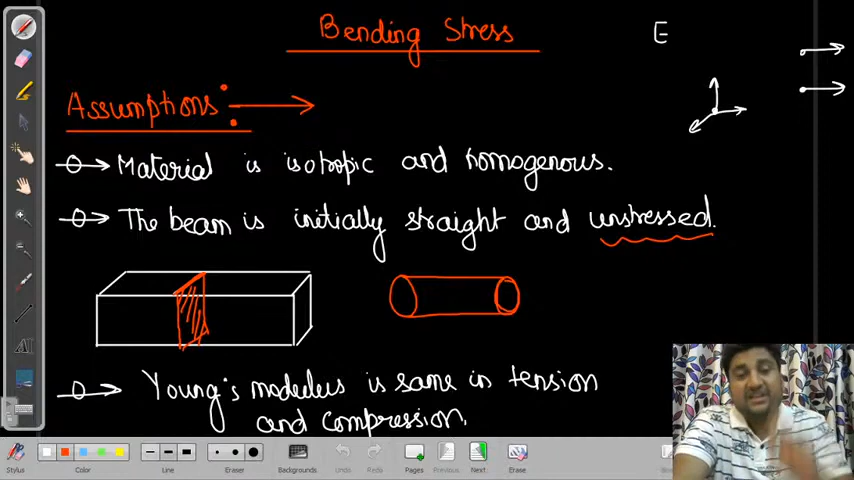 Bending Stress
E
Assumptions:
Material is isotropic and homogenous.
The beam is initially straight and unstressed.
Young's modulus is same in tension
and compression.
Stylus Color Line Eraser Backgrounds Undo Redo Pages Previous Next Erase